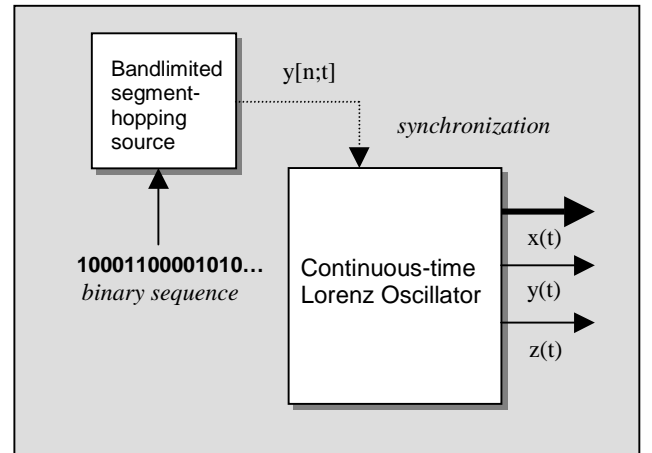 Bandlimited
segment-
hopping
source
y[n;t]
synchronization
10001100001010...
binary sequence
Continuous-time
Lorenz Oscillator
x(t)
y(t)
z(t)